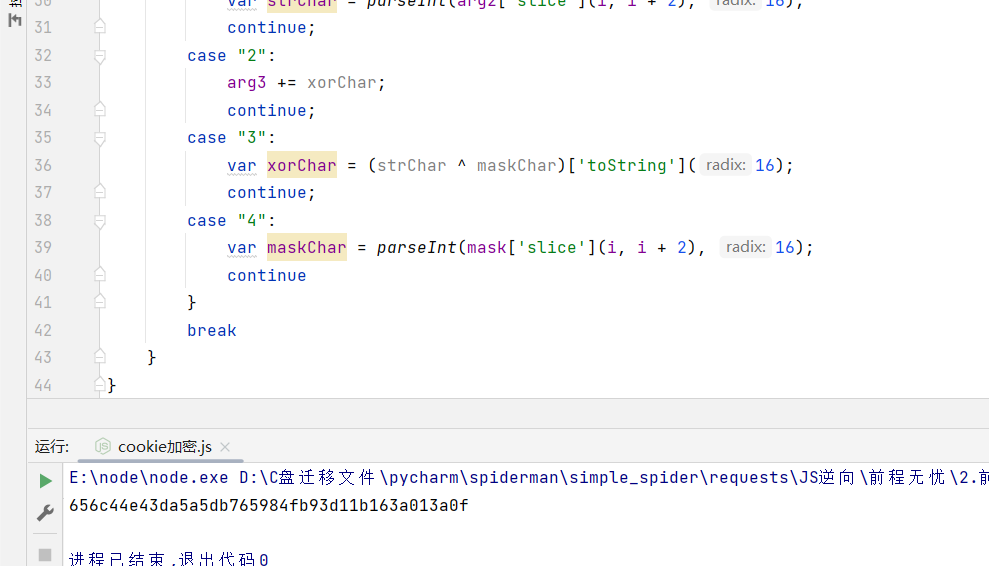 30 var strChar = parseInt(arg2['slice'](i, i + 2), radix: 16);
31 continue;
32 case "2":
33 arg3 += xorChar;
34 continue;
35 case "3":
36 var xorChar = (strChar ^ maskChar)['toString']( radix: 16);
37 continue;
38 case "4":
39 var maskChar = parseInt(mask['slice'](i, i + 2), radix: 16);
40 continue
41 }
42 break
43 }
44 }
运行: cookie加密.js ×
E:\node\node.exe D:\C盘迁移文件\pycharm\spiderman\simple_spider\requests\JS逆向\前程无忧\2.前
656c44e43da5a5db765984fb93d11b163a013a0f
进程已结束,退出代码0